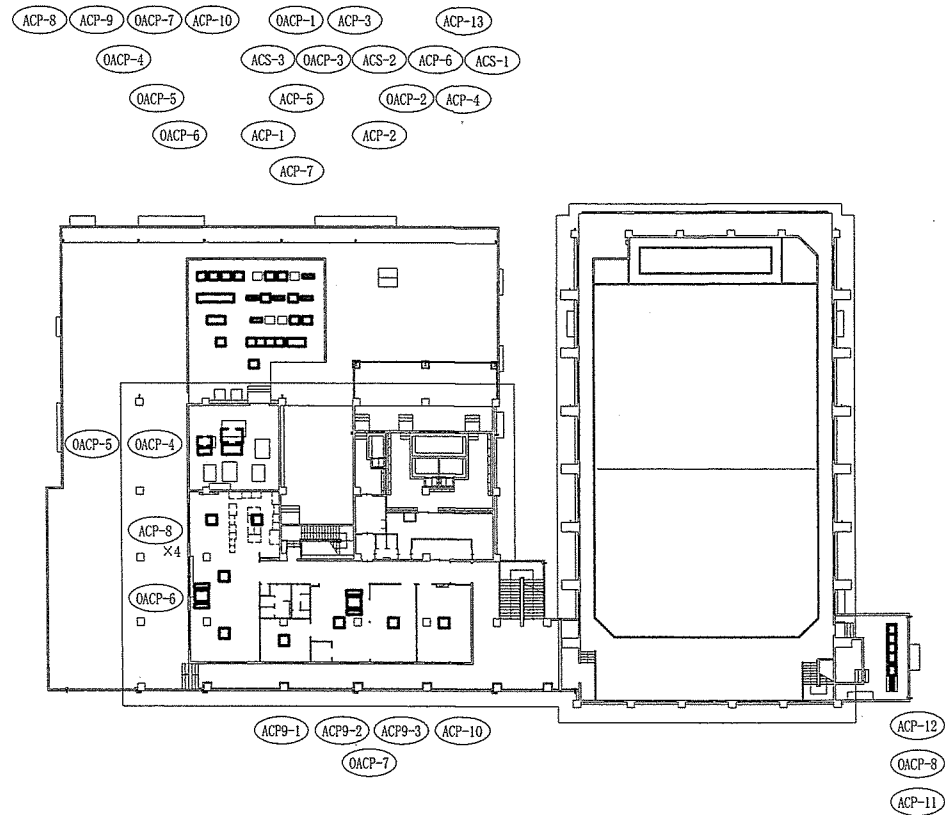 ACP-8 ACP-9 OACP-7 ACP-10 OACP-1 ACP-3 ACP-13
OACP-4 ACS-3 OACP-3 ACS-2 ACP-6 ACS-1
OACP-5 ACP-5 OACP-2 ACP-4
OACP-6 ACP-1 ACP-2
ACP-7
OACP-5 OACP-4
ACP-8
×4
OACP-6
ACP9-1 ACP9-2 ACP9-3 ACP-10
OACP-7
ACP-12
OACP-8
ACP-11